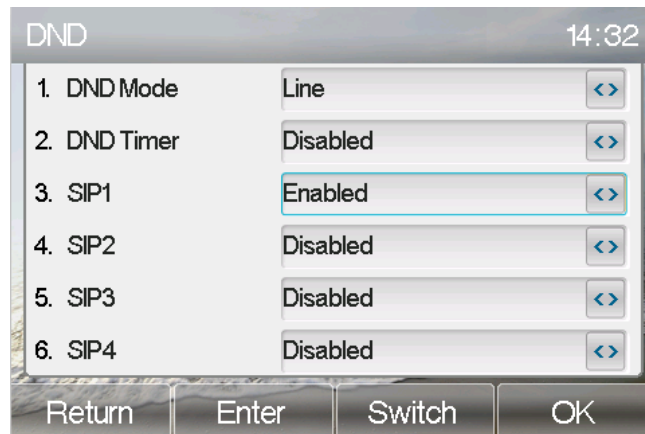 DND 14:32
1. DND Mode Line
2. DND Timer Disabled
3. SIP1 Enabled
4. SIP2 Disabled
5. SIP3 Disabled
6. SIP4 Disabled
Return Enter Switch OK